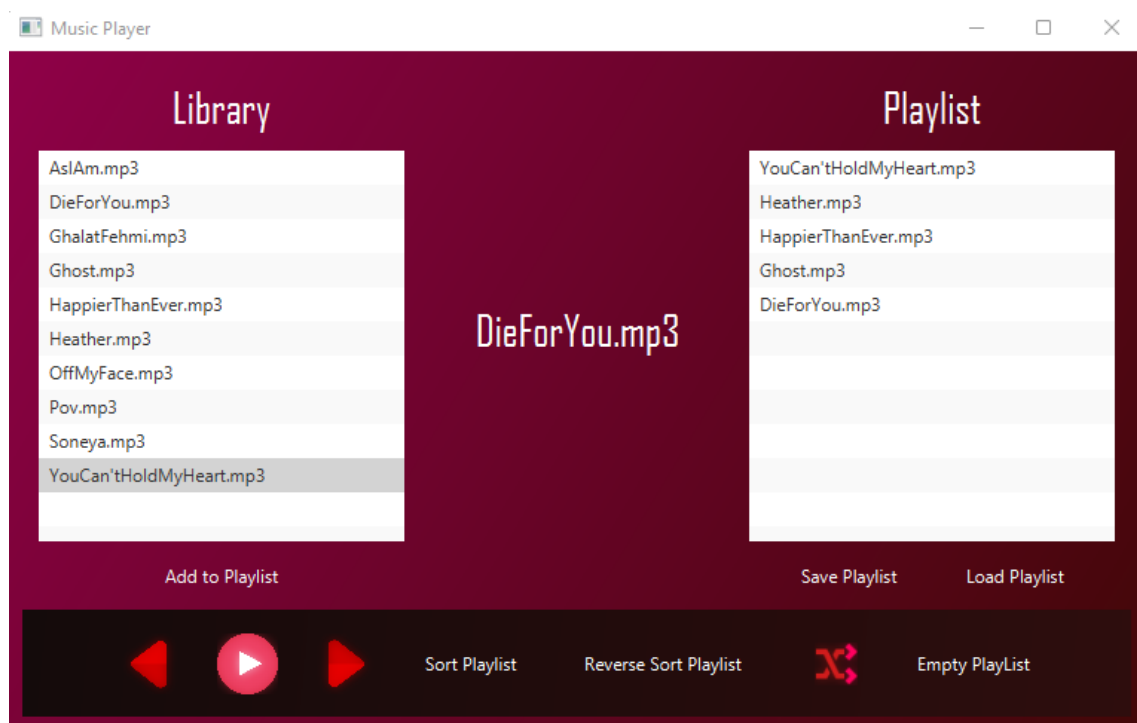 Music Player
Library
AsIAm.mp3
DieForYou.mp3
GhalatFehmi.mp3
Ghost.mp3
HappierThanEver.mp3
Heather.mp3
OffMyFace.mp3
Pov.mp3
Soneya.mp3
YouCan'tHoldMyHeart.mp3
Add to Playlist
DieForYou.mp3
Playlist
YouCan'tHoldMyHeart.mp3
Heather.mp3
HappierThanEver.mp3
Ghost.mp3
DieForYou.mp3
Save Playlist Load Playlist
Sort Playlist Reverse Sort Playlist Empty PlayList